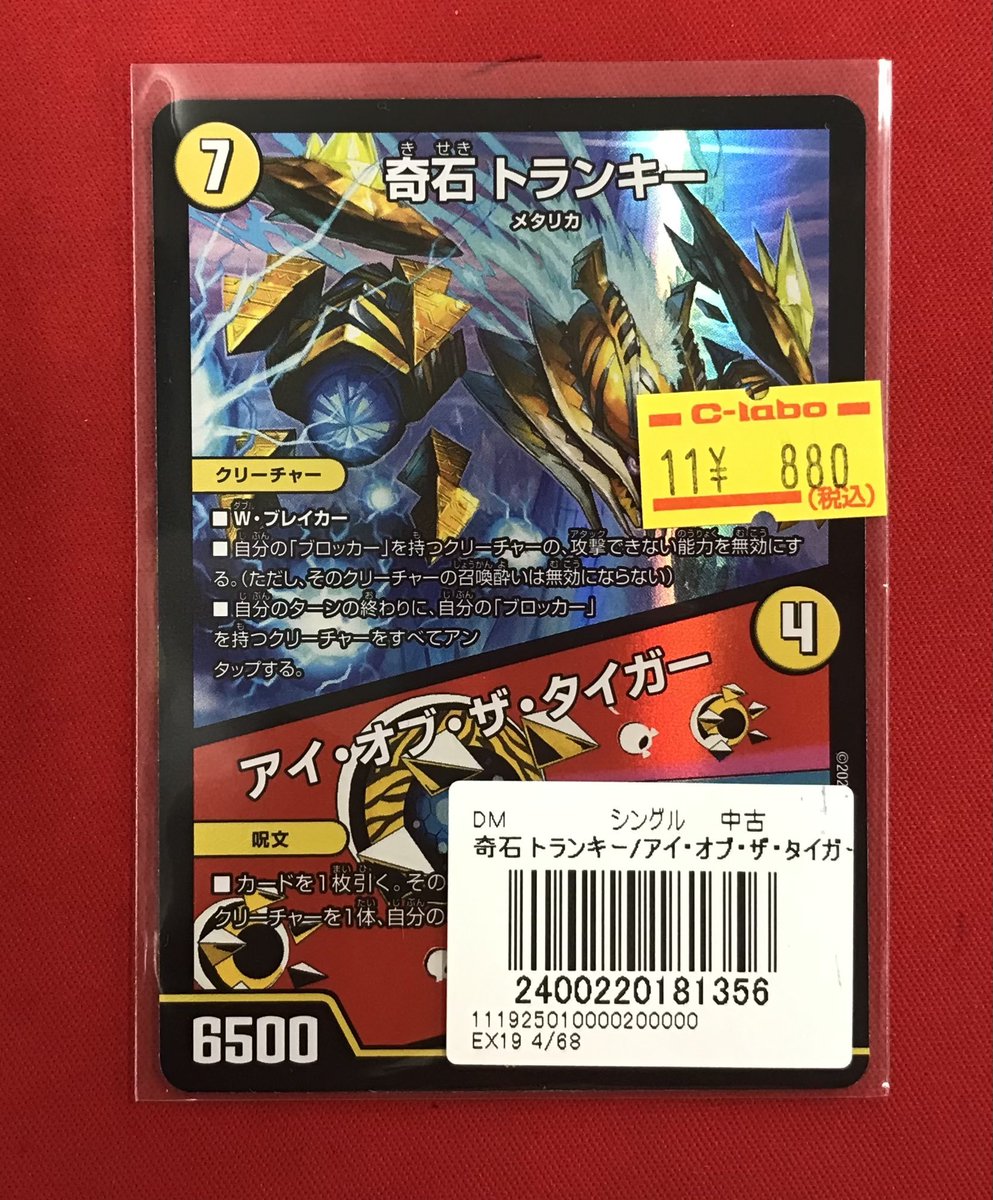 7
きせき
奇石 トランキー
メタリカ
C-labo
11¥ 880
(税込)
クリーチャー
■W・ブレイカー
■自分の「ブロッカー」を持つクリーチャーの、攻撃できない能力を無効にす
る。(ただし、そのクリーチャーの召喚酔いは無効にならない)
■自分のターンの終わりに、自分の「ブロッカー」
を持つクリーチャーをすべてアン
タップする。
4
アイ・オブ・ザ・タイガー
呪文
■カードを1枚引く。その
クリーチャーを1体、自分の
DM シングル 中古
奇石 トランキー/アイ・オブ・ザ・タイガー
2400220181356
111925010000200000
EX19 4/68
6500